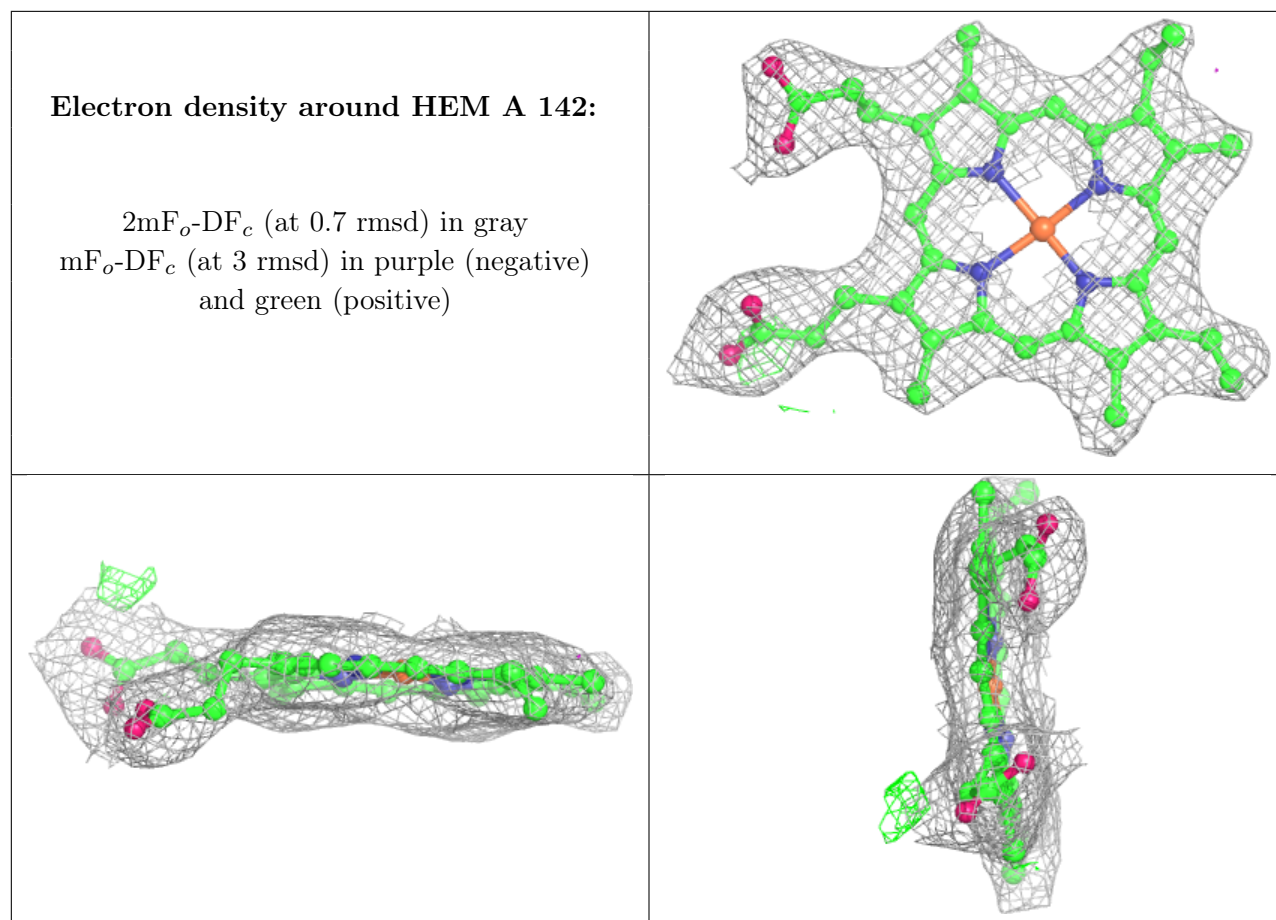 Electron density around HEM A 142:
2mFo-DFc (at 0.7 rmsd) in gray
mFo-DFc (at 3 rmsd) in purple (negative)
and green (positive)